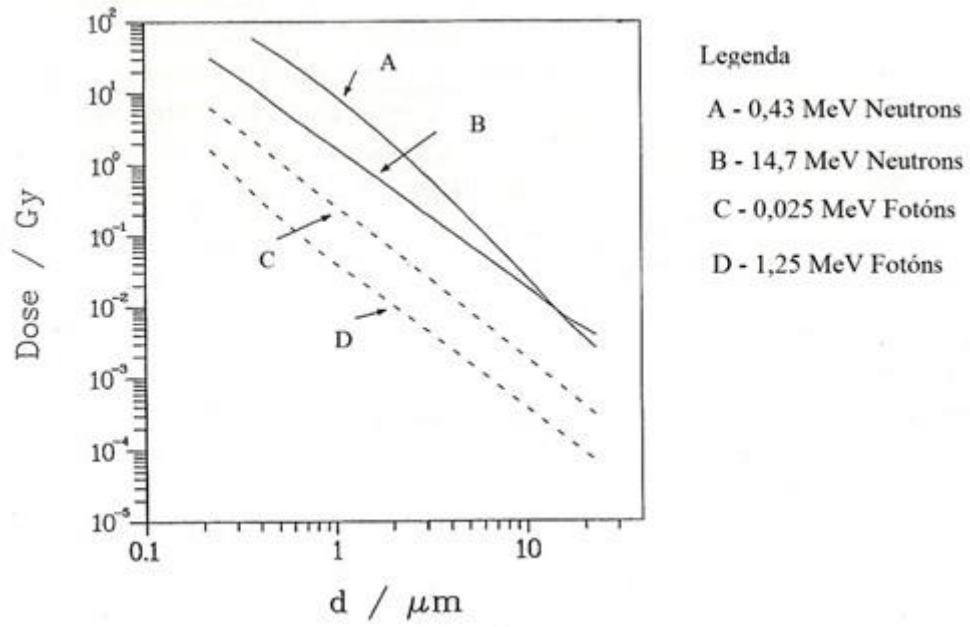 10²
10¹
10⁰
10⁻¹
10⁻²
10⁻³
10⁻⁴
10⁻⁵
Dose / Gy
0.1
1
10
d / μm
A
B
C
D
Legenda
A - 0,43 MeV Neutrons
B - 14,7 MeV Neutrons
C - 0,025 MeV Fotóns
D - 1,25 MeV Fotóns